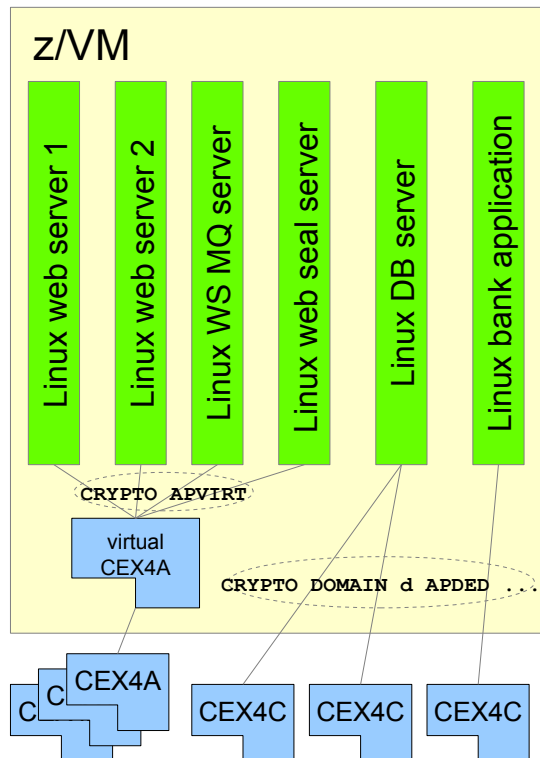 z/VM
Linux web server 1
Linux web server 2
Linux WS MQ server
Linux web seal server
Linux DB server
Linux bank application
CRYPTO APVIRT
virtual
CEX4A
CRYPTO DOMAIN d APDED ...
CEX4A
CEX4C
CEX4C
CEX4C